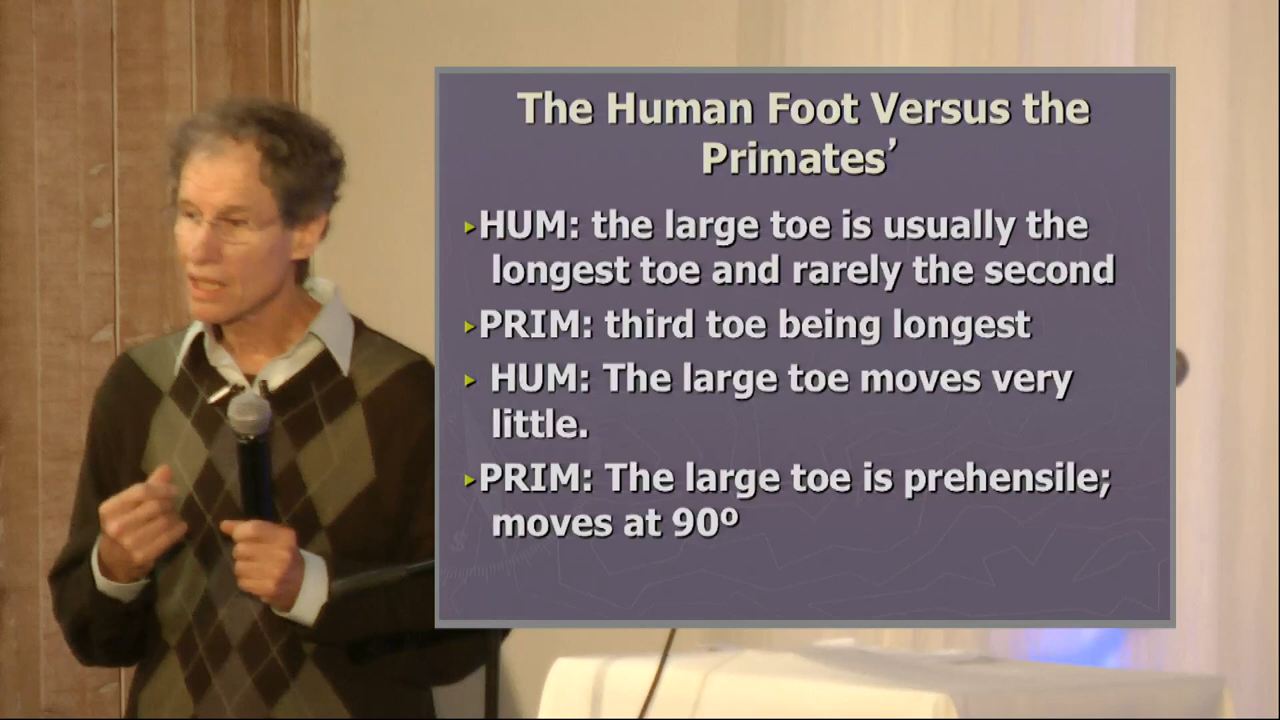 The Human Foot Versus the
Primates’
▸HUM: the large toe is usually the
longest toe and rarely the second
▸PRIM: third toe being longest
▸ HUM: The large toe moves very
little.
▸PRIM: The large toe is prehensile;
moves at 90º